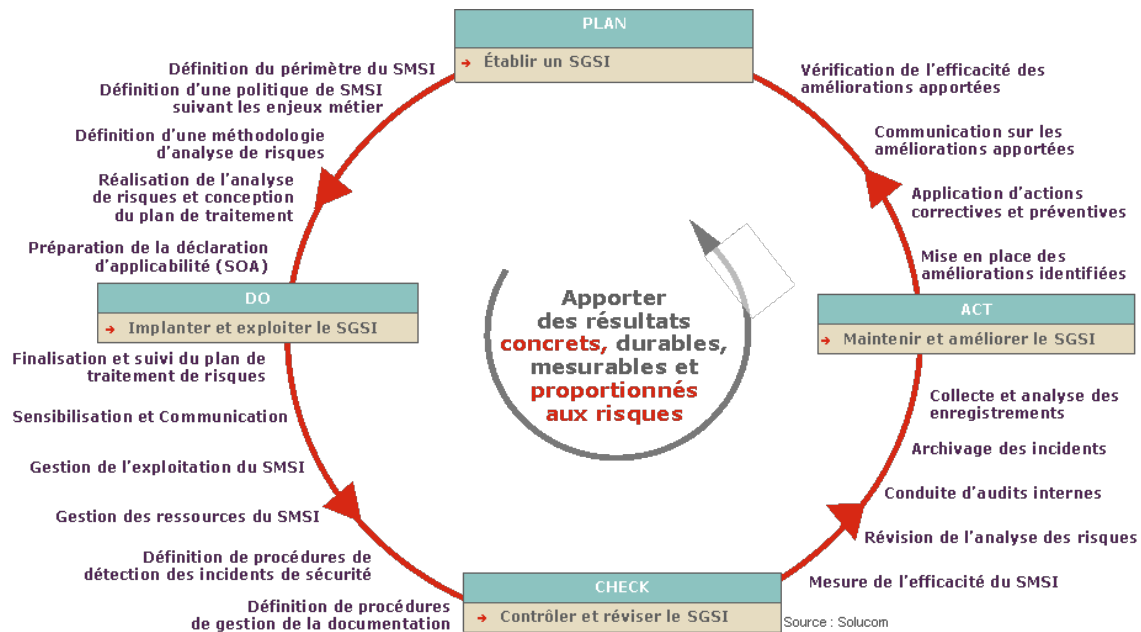 PLAN
➔ Établir un SGSI
Définition du périmètre du SMSI
Définition d'une politique de SMSI
suivant les enjeux métier
Définition d'une méthodologie
d'analyse de risques
Réalisation de l'analyse
de risques et conception
du plan de traitement
Préparation de la déclaration
d'applicabilité (SOA)
DO
➔ Implanter et exploiter le SGSI
Finalisation et suivi du plan de
traitement de risques
Sensibilisation et Communication
Gestion de l'exploitation du SMSI
Gestion des ressources du SMSI
Définition de procédures de
détection des incidents de sécurité
Définition de procédures
de gestion de la documentation
CHECK
➔ Contrôler et réviser le SGSI
Source : Solucom
Mesure de l'efficacité du SMSI
Révision de l'analyse des risques
Conduite d'audits internes
Archivage des incidents
Collecte et analyse des
enregistrements
ACT
➔ Maintenir et améliorer le SGSI
Mise en place des
améliorations identifiées
Application d'actions
correctives et préventives
Communication sur les
améliorations apportées
Vérification de l'efficacité des
améliorations apportées
Apporter
des résultats
concrets, durables,
mesurables et
proportionnés
aux risques